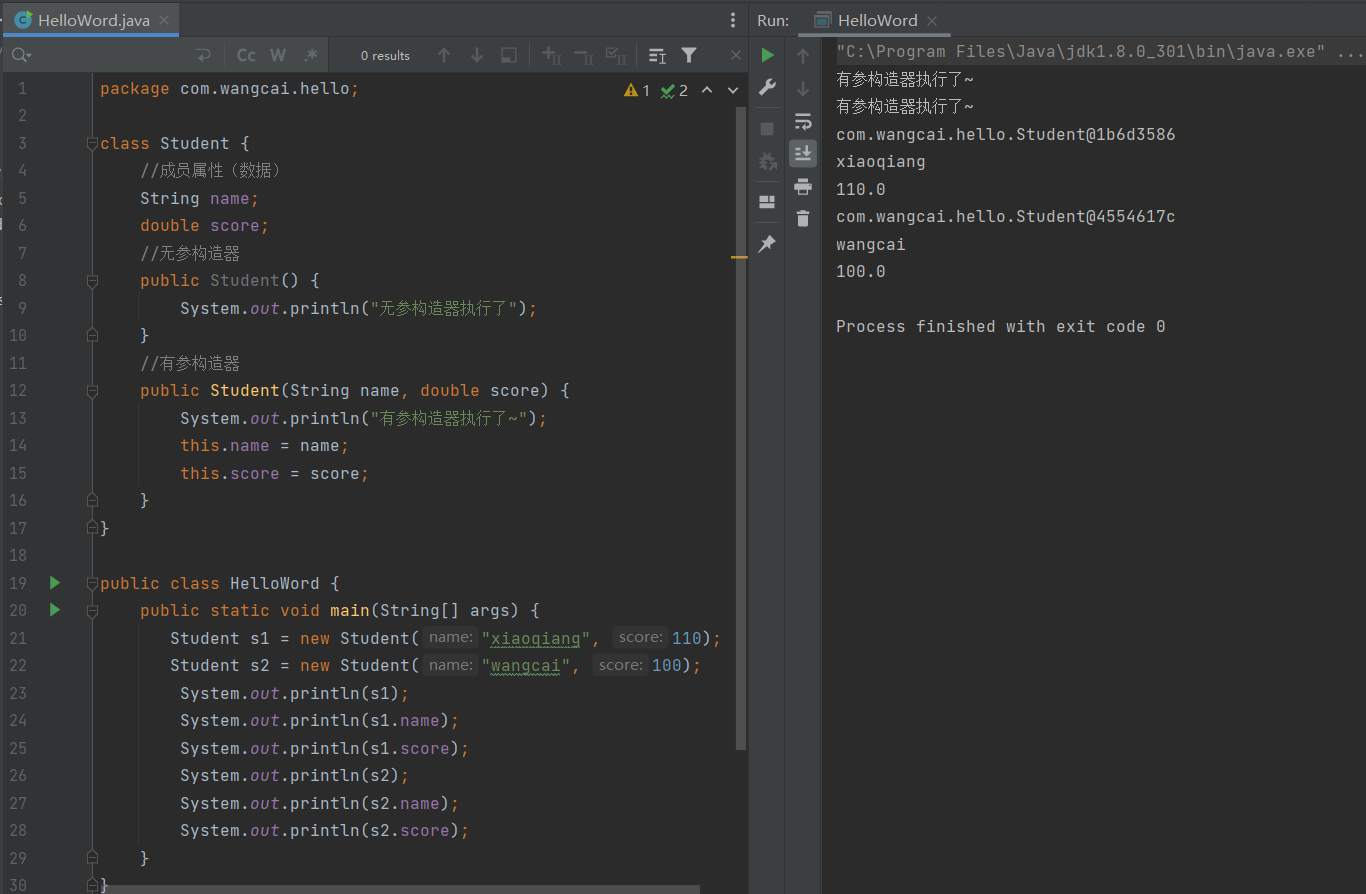 HelloWord.java
Run: HelloWord
Cc W .* 0 results
1 package com.wangcai.hello;
1 2
2
3 class Student {
4 //成员属性（数据）
5 String name;
6 double score;
7 //无参构造器
8 public Student() {
9 System.out.println("无参构造器执行了");
10 }
11 //有参构造器
12 public Student(String name, double score) {
13 System.out.println("有参构造器执行了~");
14 this.name = name;
15 this.score = score;
16 }
17 }
18
19 public class HelloWord {
20 public static void main(String[] args) {
21 Student s1 = new Student( name: "xiaoqiang", score: 110);
22 Student s2 = new Student( name: "wangcai", score: 100);
23 System.out.println(s1);
24 System.out.println(s1.name);
25 System.out.println(s1.score);
26 System.out.println(s2);
27 System.out.println(s2.name);
28 System.out.println(s2.score);
29 }
30 }
"C:\Program Files\Java\jdk1.8.0_301\bin\java.exe" ...
有参构造器执行了~
有参构造器执行了~
com.wangcai.hello.Student@1b6d3586
xiaoqiang
110.0
com.wangcai.hello.Student@4554617c
wangcai
100.0
Process finished with exit code 0